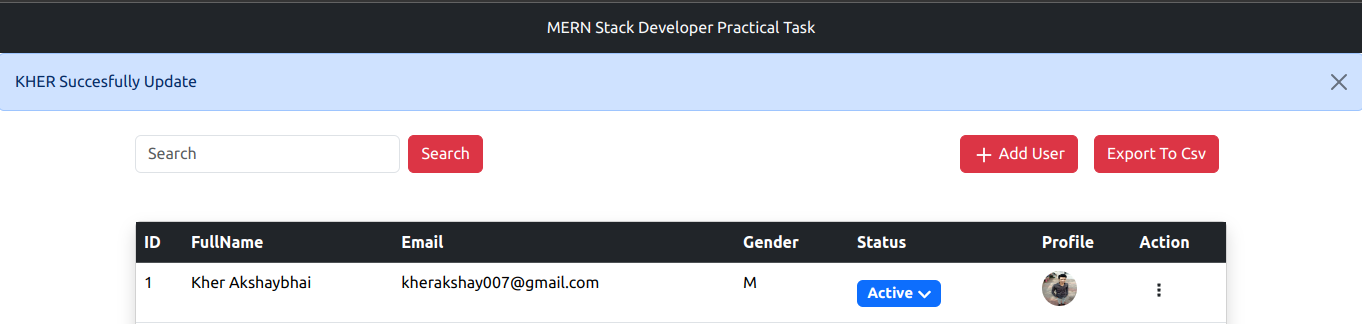 MERN Stack Developer Practical Task
KHER Succesfully Update
Search Search Add User Export To Csv
ID FullName Email Gender Status Profile Action
1 Kher Akshaybhai kherakshay007@gmail.com M Active